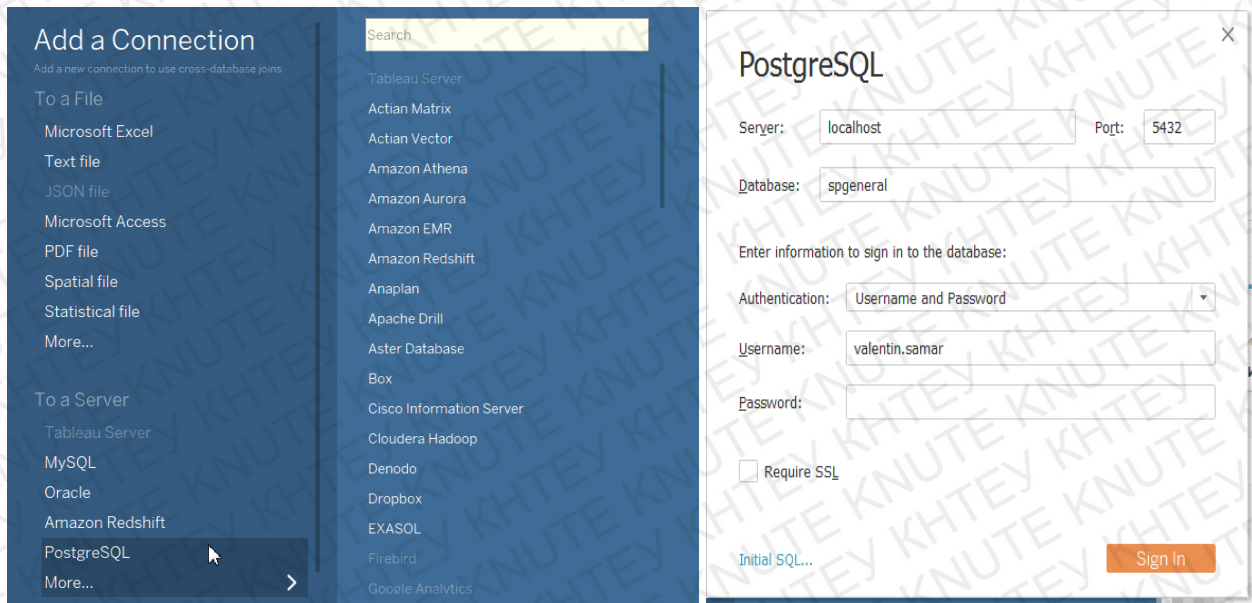 Add a Connection
Add a new connection to use cross-database joins
To a File
Microsoft Excel
Text file
JSON file
Microsoft Access
PDF file
Spatial file
Statistical file
More...
To a Server
Tableau Server
MySQL
Oracle
Amazon Redshift
PostgreSQL
More...
Search
Tableau Server
Actian Matrix
Actian Vector
Amazon Athena
Amazon Aurora
Amazon EMR
Amazon Redshift
Anaplan
Apache Drill
Aster Database
Box
Cisco Information Server
Cloudera Hadoop
Denodo
Dropbox
EXASOL
Firebird
Google Analytics
PostgreSQL
Server: localhost Port: 5432
Database: spgeneral
Enter information to sign in to the database:
Authentication: Username and Password
Username: valentin.samar
Password:
Require SSL
Initial SQL... Sign In
KHTEY KNUTE